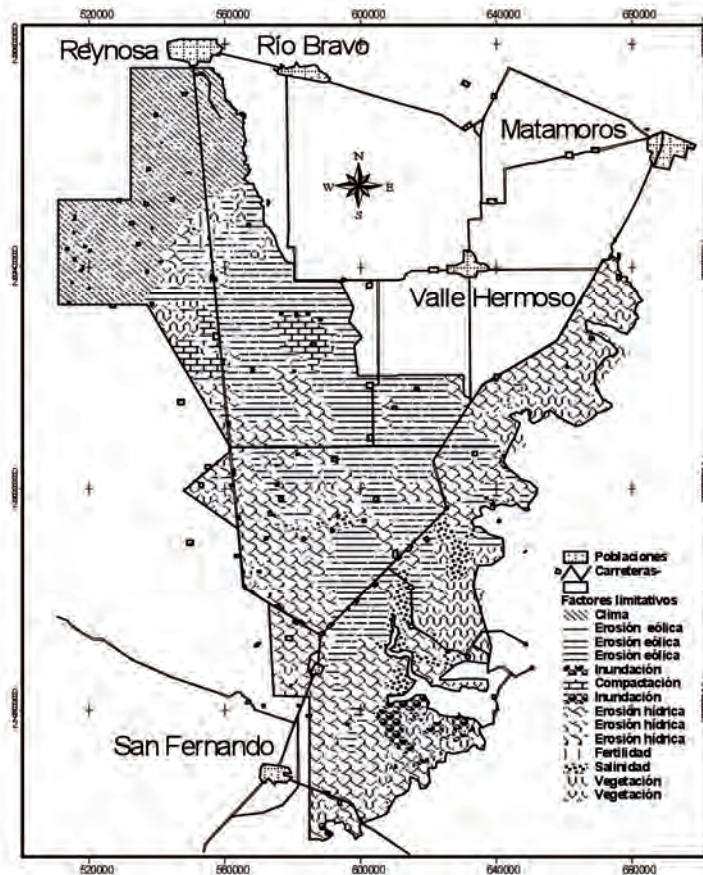 520000 560000 600000 640000 680000
Reynosa
Río Bravo
Matamoros
N
W E
S
Valle Hermoso
San Fernando
Poblaciones
Carreteras
Factores limitativos
Clima
Erosión eólica
Erosión eólica
Erosión eólica
Inundación
Compactación
Inundación
Erosión hídrica
Erosión hídrica
Erosión hídrica
Fertilidad
Salinidad
Vegetación
Vegetación
520000 560000 600000 640000 680000